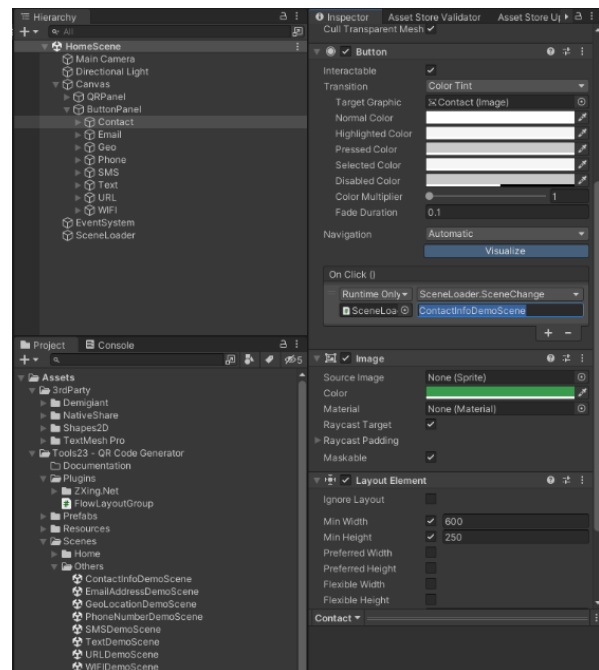 Hierarchy
All
HomeScene
Main Camera
Directional Light
Canvas
QRPanel
ButtonPanel
Contact
Email
Geo
Phone
SMS
Text
URL
WIFI
EventSystem
SceneLoader
Project Console
5
Assets
3rdParty
Demigiant
NativeShare
Shapes2D
TextMesh Pro
Tools23 - QR Code Generator
Documentation
Plugins
ZXing.Net
FlowLayoutGroup
Prefabs
Resources
Scenes
Home
Others
ContactInfoDemoScene
EmailAddressDemoScene
GeoLocationDemoScene
PhoneNumberDemoScene
SMSDemoScene
TextDemoScene
URLDemoScene
WIFIDemoScene
Inspector Asset Store Validator Asset Store Up
Cull Transparent Mesh
Button
Interactable
Transition Color Tint
Target Graphic Contact (Image)
Normal Color
Highlighted Color
Pressed Color
Selected Color
Disabled Color
Color Multiplier 1
Fade Duration 0.1
Navigation Automatic
Visualize
On Click ()
Runtime Only SceneLoader.SceneChange
SceneLoa ContactInfoDemoScene
+ -
Image
Source Image None (Sprite)
Color
Material None (Material)
Raycast Target
Raycast Padding
Maskable
Layout Element
Ignore Layout
Min Width 600
Min Height 250
Preferred Width
Preferred Height
Flexible Width
Flexible Height
Contact